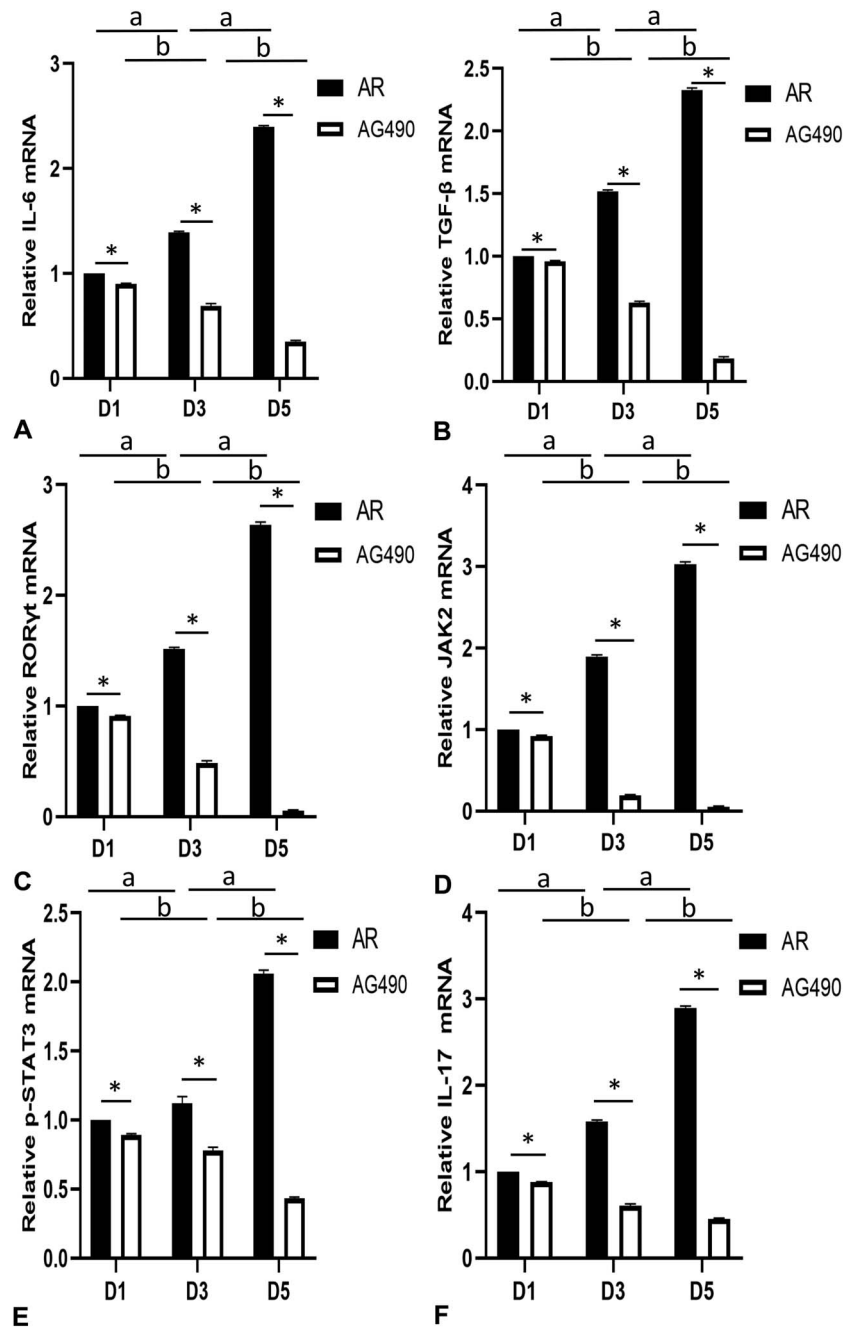 a a
b b
3
2
1
0
Relative IL-6 mRNA
*
*
*
AR
AG490
D1 D3 D5
A
a a
b b
2.5
2.0
1.5
1.0
0.5
0.0
Relative TGF-β mRNA
*
*
*
AR
AG490
D1 D3 D5
B
a a
b b
3
2
1
0
Relative RORγt mRNA
*
*
*
AR
AG490
D1 D3 D5
C
a a
b b
4
3
2
1
0
Relative JAK2 mRNA
*
*
*
AR
AG490
D1 D3 D5
D
a a
b b
2.5
2.0
1.5
1.0
0.5
0.0
Relative p-STAT3 mRNA
*
*
*
AR
AG490
D1 D3 D5
E
a a
b b
4
3
2
1
0
Relative IL-17 mRNA
*
*
*
AR
AG490
D1 D3 D5
F